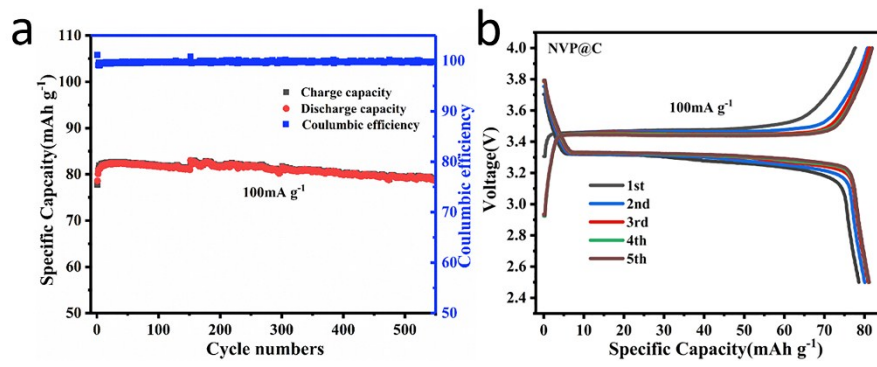 a
110
100
90
80
70
60
50
Specific Capcaity(mAh g-1)
Charge capacity
Discharge capacity
Coulumbic efficiency
100mA g-1
0
100
200
300
400
500
Cycle numbers
100
90
80
70
60
50
Coulumbic efficiency
b
4.0
3.8
3.6
3.4
3.2
3.0
2.8
2.6
2.4
Voltage(V)
NVP@C
100mA g-1
1st
2nd
3rd
4th
5th
0
10
20
30
40
50
60
70
80
Specific Capacity(mAh g-1)